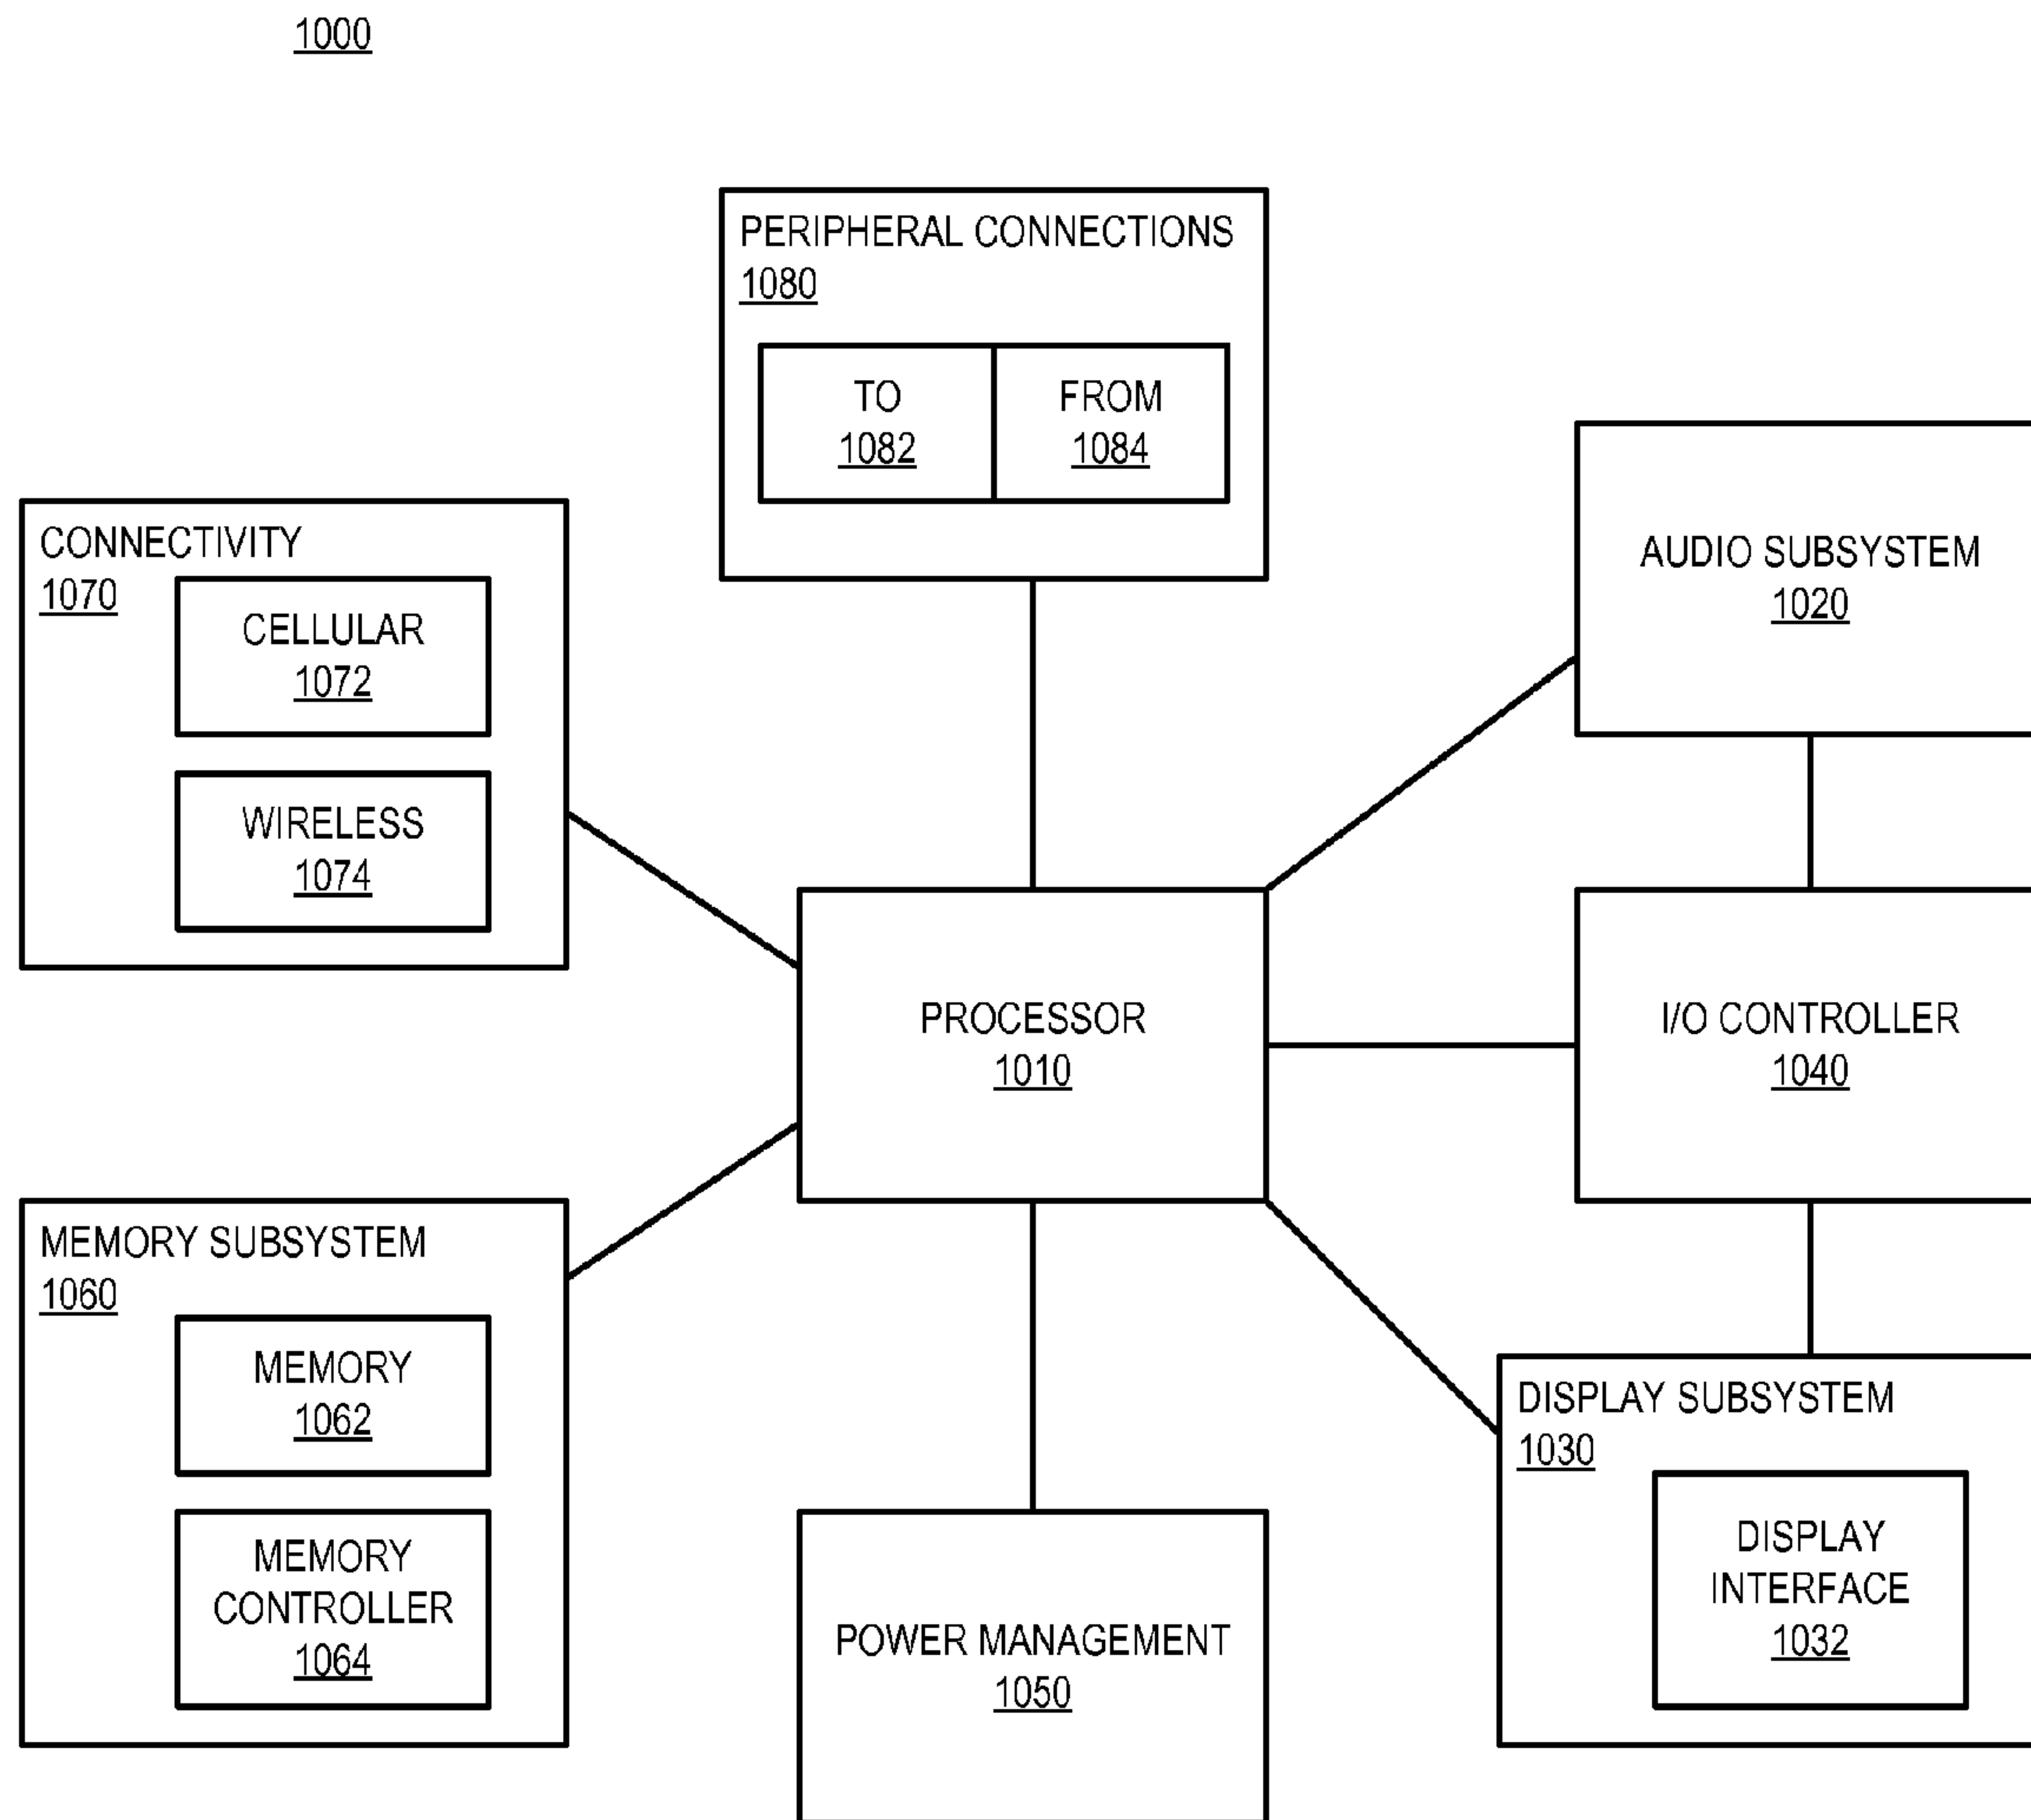 1000
PERIPHERAL CONNECTIONS
1080
TO
1082
FROM
1084
CONNECTIVITY
1070
CELLULAR
1072
WIRELESS
1074
AUDIO SUBSYSTEM
1020
PROCESSOR
1010
I/O CONTROLLER
1040
MEMORY SUBSYSTEM
1060
MEMORY
1062
MEMORY
CONTROLLER
1064
POWER MANAGEMENT
1050
DISPLAY SUBSYSTEM
1030
DISPLAY
INTERFACE
1032